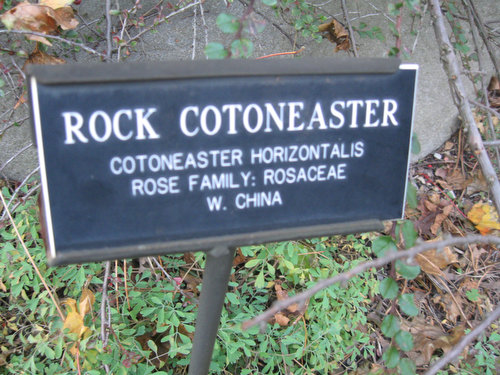 ROCK COTONEASTER
COTONEASTER HORIZONTALIS
ROSE FAMILY: ROSACEAE
W. CHINA